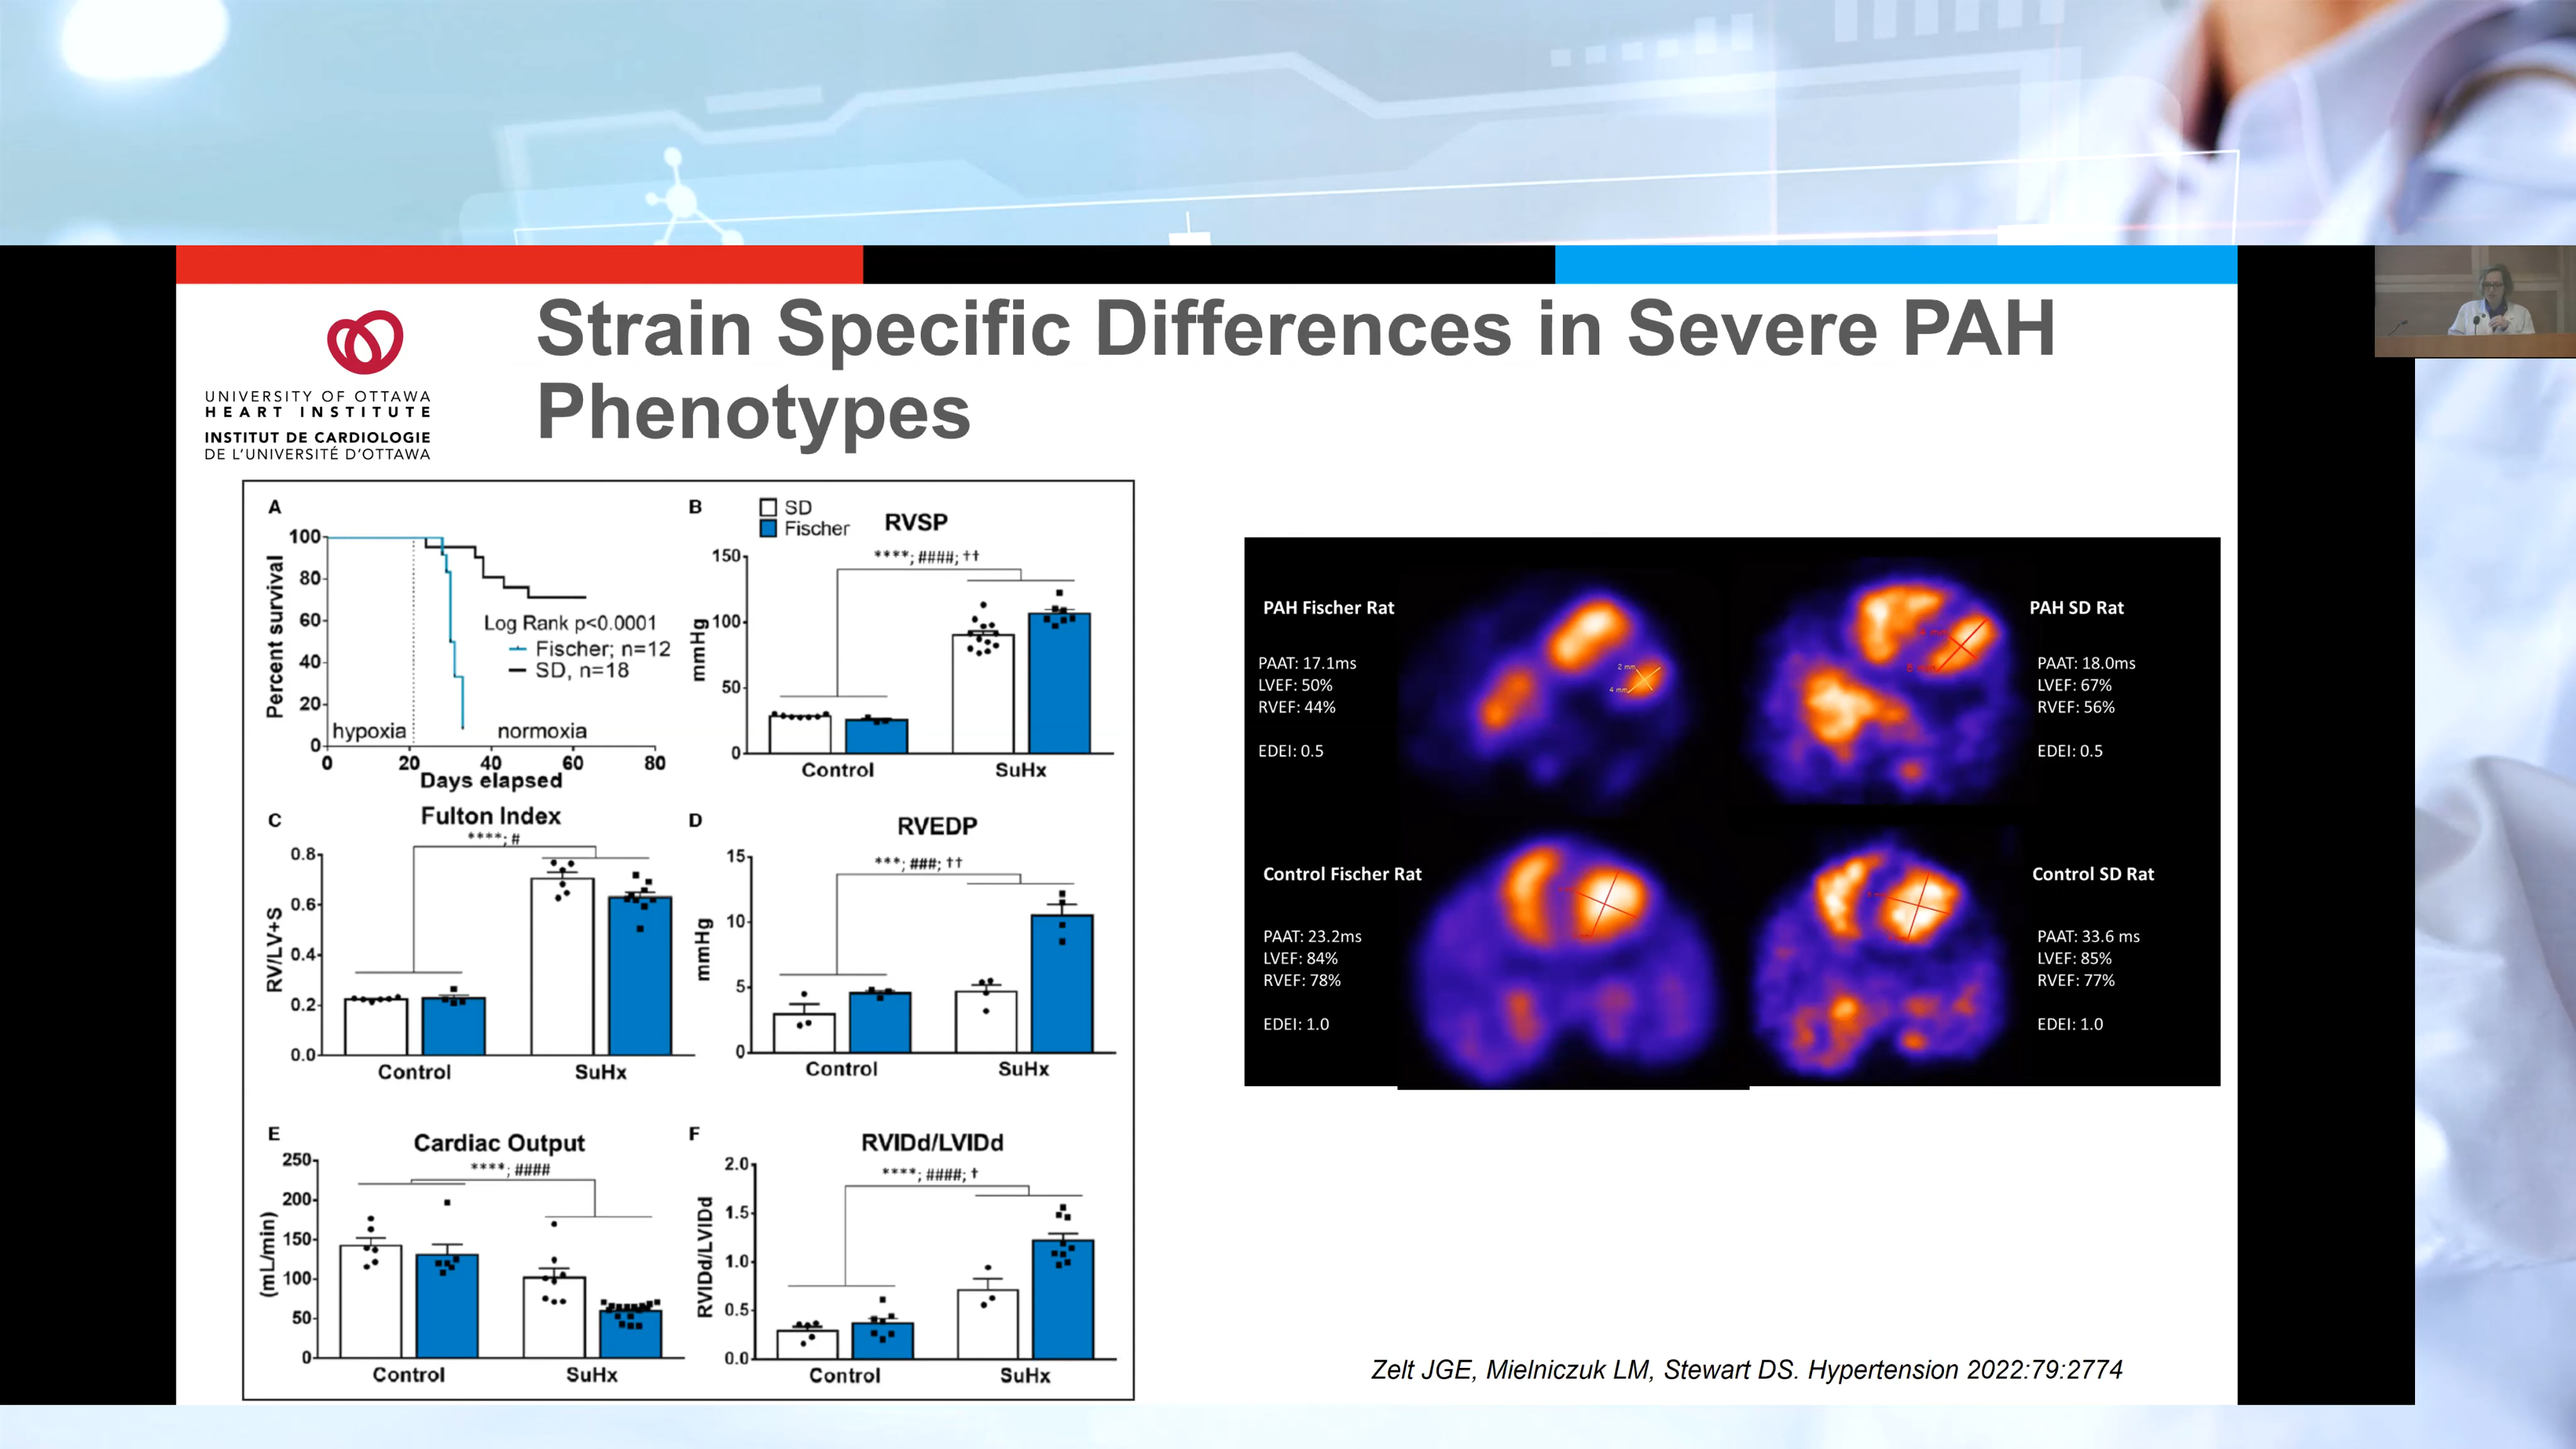 Strain Specific Differences in Severe PAH
Phenotypes
UNIVERSITY OF OTTAWA
HEART INSTITUTE
INSTITUT DE CARDIOLOGIE
DE L'UNIVERSITÉ D'OTTAWA
A
100
80
60
40
20
0
Percent survival
Log Rank p<0.0001
Fischer; n=12
SD, n=18
hypoxia
normoxia
0 20 40 60 80
Days elapsed
B
SD
Fischer
RVSP
****; ####; ††
150
100
50
0
mmHg
Control
SuHx
C
Fulton Index
****; #
0.8
0.6
0.4
0.2
0.0
RV/LV+S
Control
SuHx
D
RVEDP
***; ###; ††
15
10
5
0
mmHg
Control
SuHx
E
Cardiac Output
****; ####
250
200
150
100
50
0
(mL/min)
Control
SuHx
F
RVIDd/LVIDd
****; ####; †
2.0
1.5
1.0
0.5
0.0
RVIDd/LVIDd
Control
SuHx
PAH Fischer Rat
PAAT: 17.1ms
LVEF: 50%
RVEF: 44%
EDEI: 0.5
2 mm
4 mm
PAH SD Rat
PAAT: 18.0ms
LVEF: 67%
RVEF: 56%
EDEI: 0.5
Control Fischer Rat
PAAT: 23.2ms
LVEF: 84%
RVEF: 78%
EDEI: 1.0
Control SD Rat
PAAT: 33.6 ms
LVEF: 85%
RVEF: 77%
EDEI: 1.0
Zelt JGE, Mielniczuk LM, Stewart DS. Hypertension 2022:79:2774